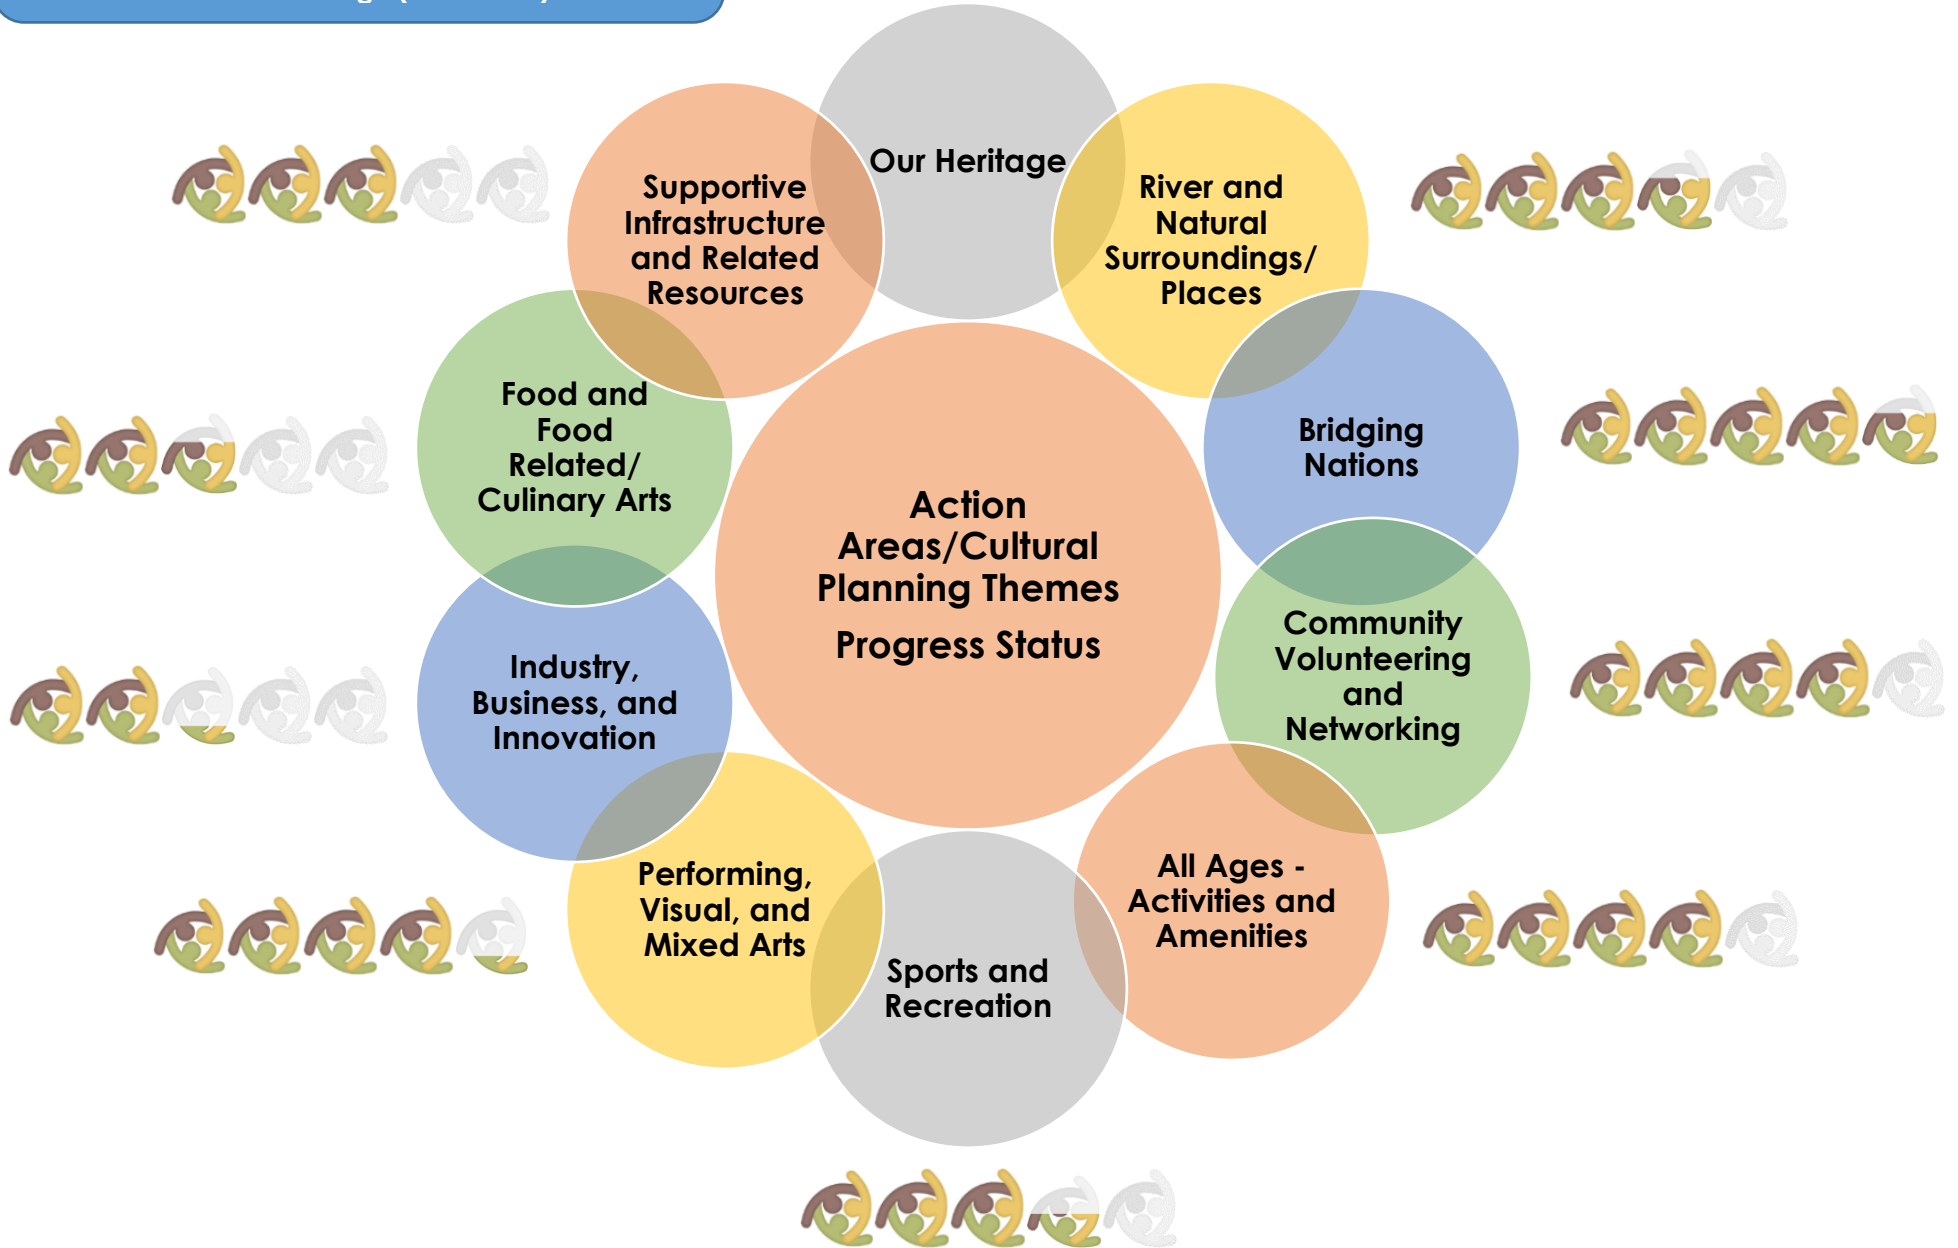 Our Heritage
Supportive
Infrastructure
and Related
Resources
River and
Natural
Surroundings/
Places
Food and
Food
Related/
Culinary Arts
Bridging
Nations
Action
Areas/Cultural
Planning Themes
Progress Status
Community
Volunteering
and
Networking
Industry,
Business, and
Innovation
Performing,
Visual, and
Mixed Arts
All Ages -
Activities and
Amenities
Sports and
Recreation